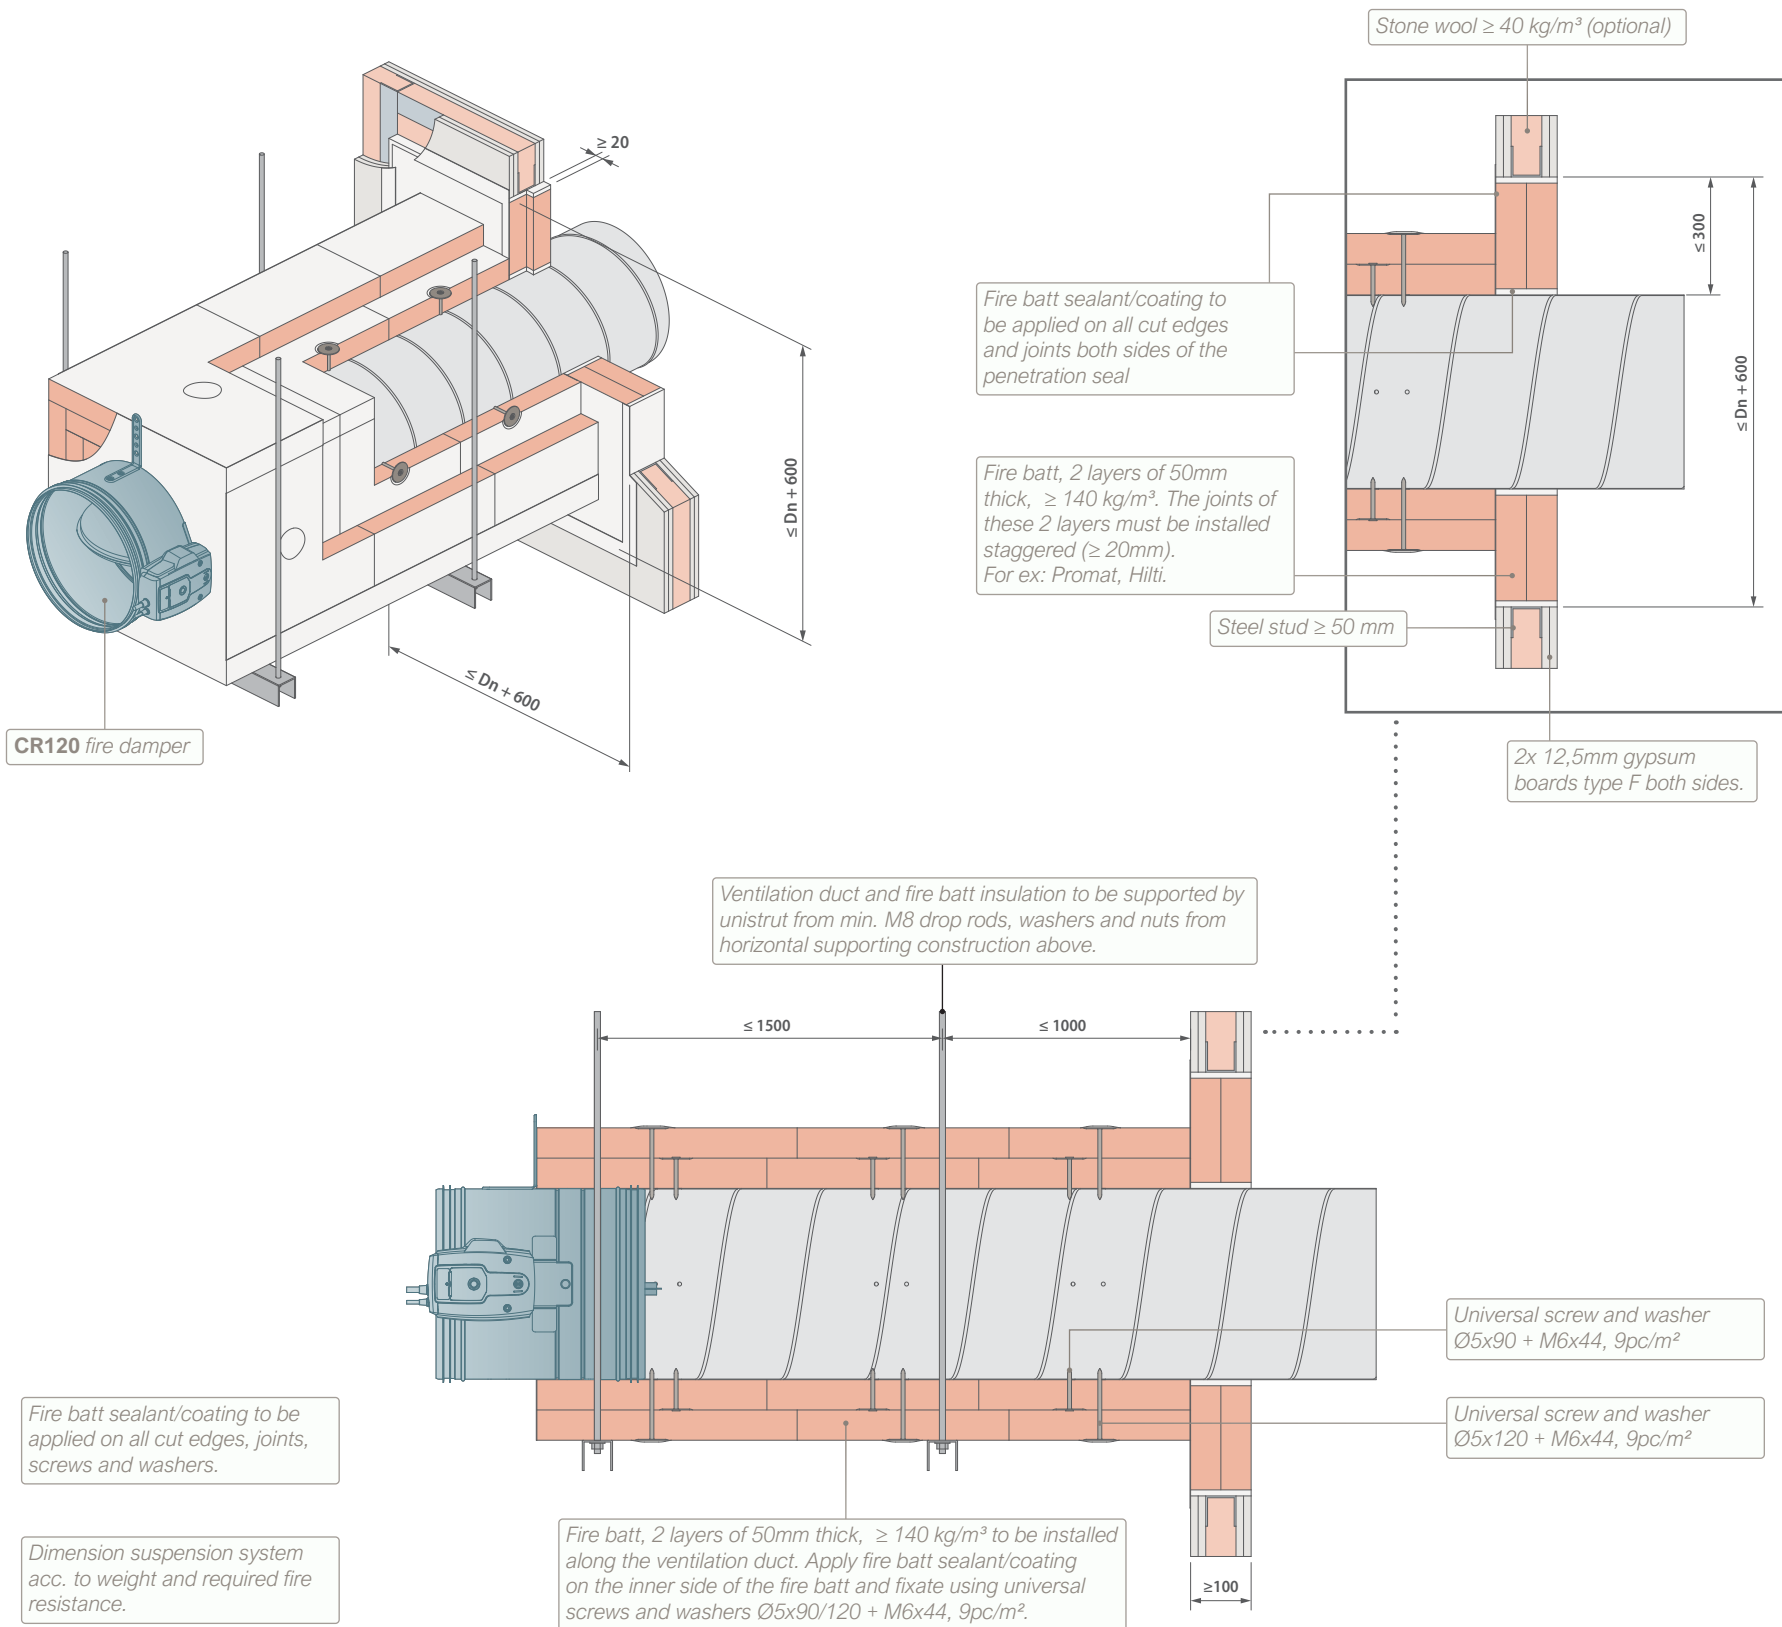 Stone wool ≥ 40 kg/m³ (optional)
≥ 20
≤ Dn + 600
≤ Dn + 600
CR120 fire damper
≤ 300
≤ Dn + 600
Fire batt sealant/coating to
be applied on all cut edges
and joints both sides of the
penetration seal
Fire batt, 2 layers of 50mm
thick, ≥ 140 kg/m³. The joints of
these 2 layers must be installed
staggered (≥ 20mm).
For ex: Promat, Hilti.
Steel stud ≥ 50 mm
2x 12,5mm gypsum
boards type F both sides.
Ventilation duct and fire batt insulation to be supported by
unistrut from min. M8 drop rods, washers and nuts from
horizontal supporting construction above.
≤ 1500
≤ 1000
Universal screw and washer
Ø5x90 + M6x44, 9pc/m²
Universal screw and washer
Ø5x120 + M6x44, 9pc/m²
Fire batt sealant/coating to be
applied on all cut edges, joints,
screws and washers.
Dimension suspension system
acc. to weight and required fire
resistance.
Fire batt, 2 layers of 50mm thick, ≥ 140 kg/m³ to be installed
along the ventilation duct. Apply fire batt sealant/coating
on the inner side of the fire batt and fixate using universal
screws and washers Ø5x90/120 + M6x44, 9pc/m².
≥100